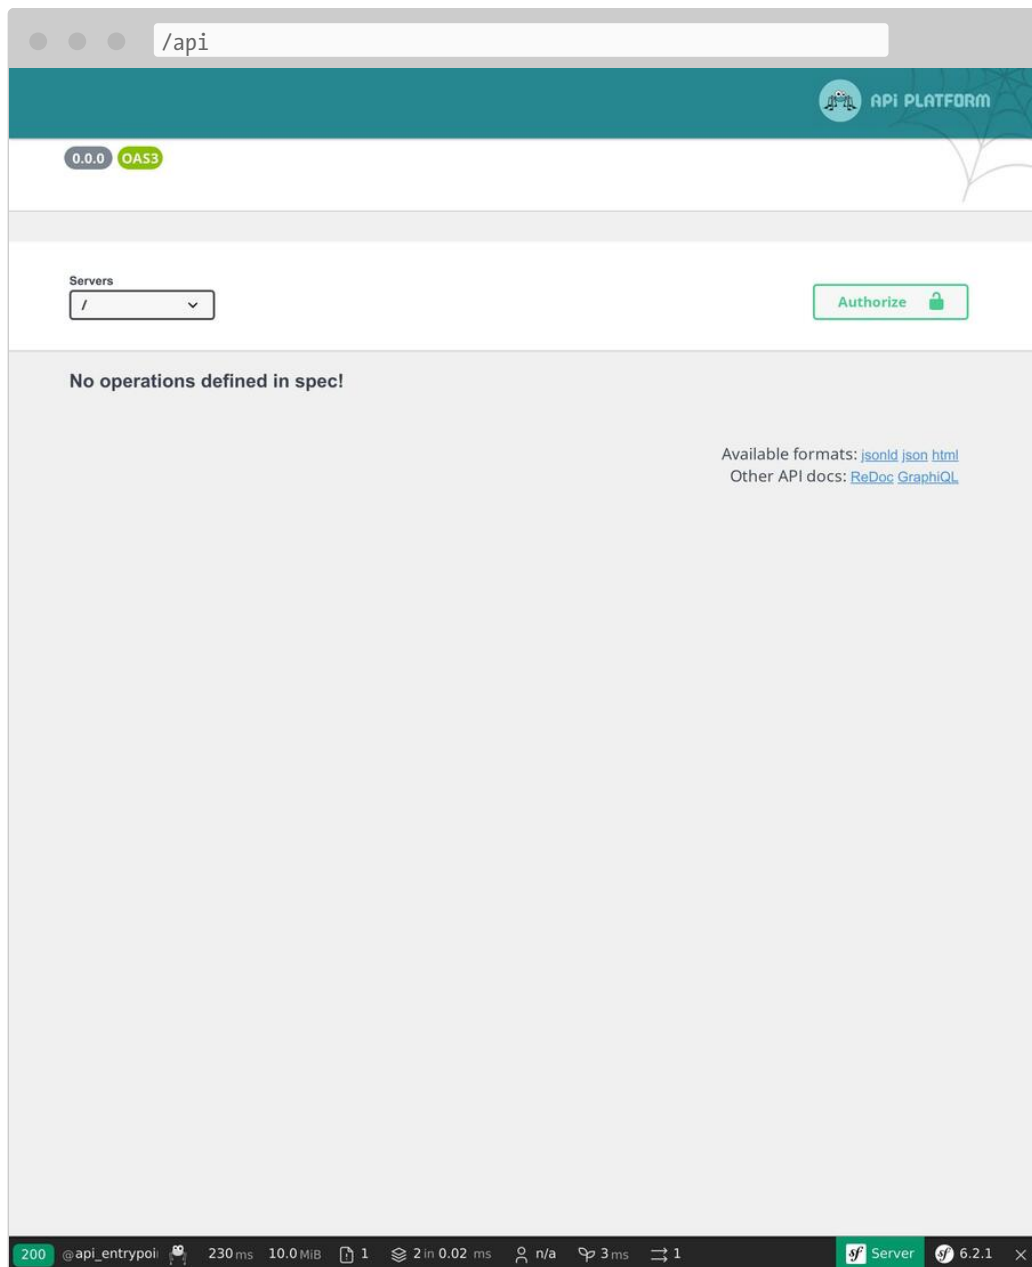 /api
APi PLATFORM
0.0.0 OAS3
Servers
/
Authorize
No operations defined in spec!
Available formats: jsonld json html
Other API docs: ReDoc GraphiQL
200 @api_entrypoi 230 ms 10.0 MiB 1 2 in 0.02 ms n/a 3 ms 1 sf Server sf 6.2.1